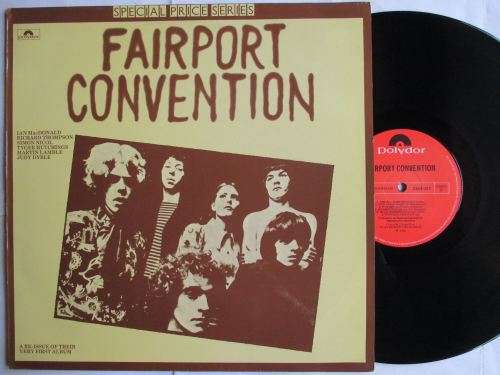 SPECIAL PRICE SERIES
FAIRPORT
CONVENTION
IAN MACDONALD
RICHARD THOMPSON
SIMON NICOL
TYGER HUTCHINGS
MARTIN LAMBLE
JUDY DYBLE
A RE-ISSUE OF THEIR
VERY FIRST ALBUM
Polydor
RPORT CONVENTION